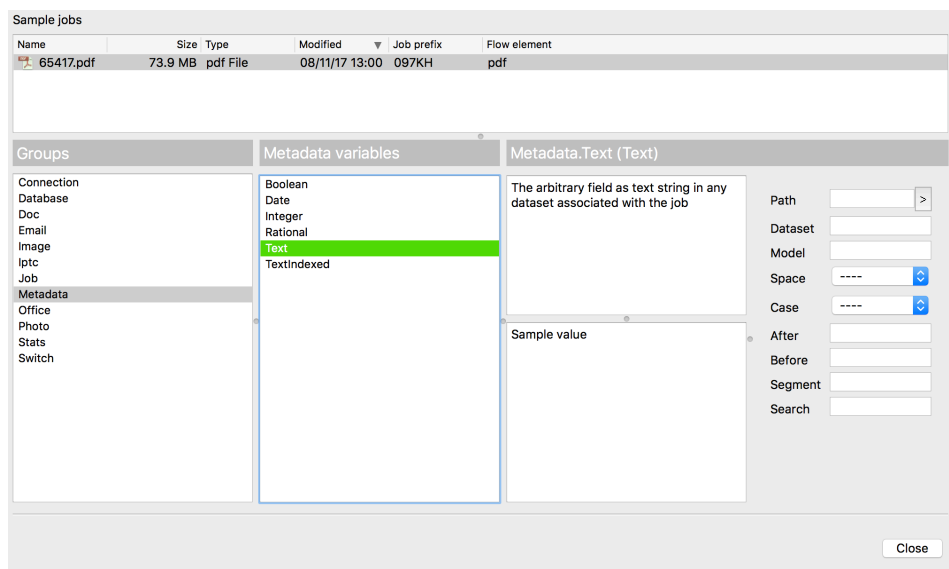 Sample jobs
Name Size Type Modified ▼ Job prefix Flow element
65417.pdf 73.9 MB pdf File 08/11/17 13:00 097KH pdf
Groups
Connection
Database
Doc
Email
Image
Iptc
Job
Metadata
Office
Photo
Stats
Switch
Metadata variables
Boolean
Date
Integer
Rational
Text
TextIndexed
Metadata.Text (Text)
The arbitrary field as text string in any
dataset associated with the job
Sample value
Path >
Dataset
Model
Space ----
Case ----
After
Before
Segment
Search
Close